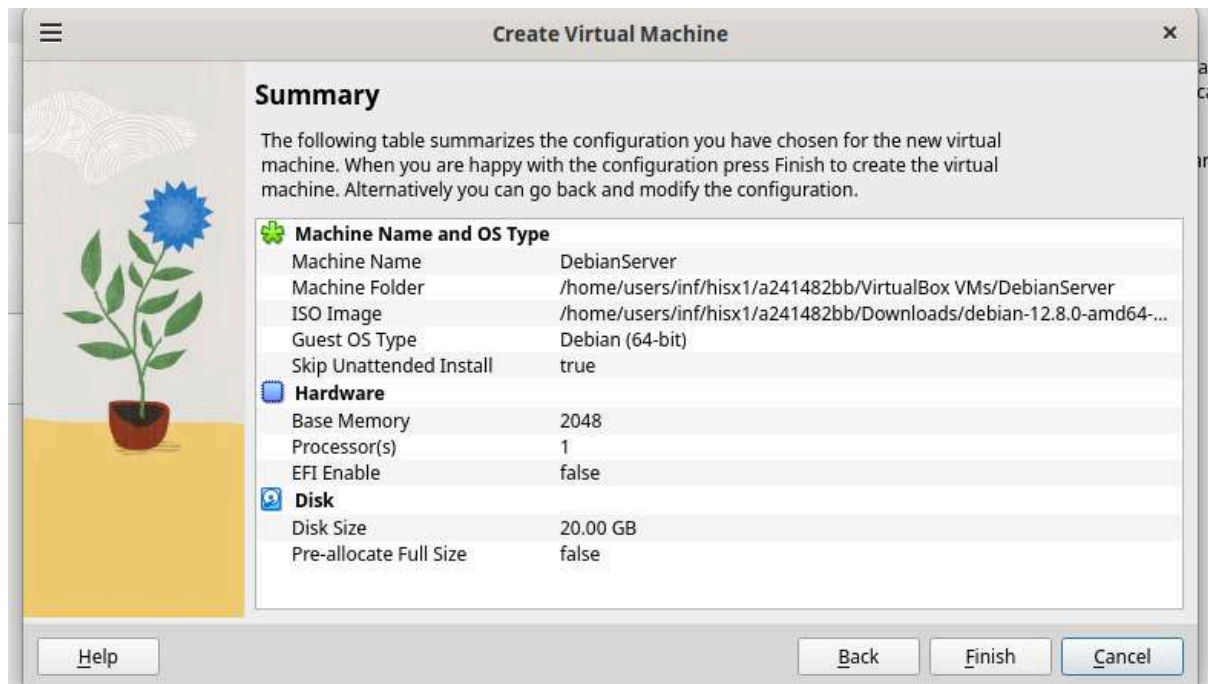 Create Virtual Machine
Summary
The following table summarizes the configuration you have chosen for the new virtual
machine. When you are happy with the configuration press Finish to create the virtual
machine. Alternatively you can go back and modify the configuration.
Machine Name and OS Type
Machine Name DebianServer
Machine Folder /home/users/inf/hisx1/a241482bb/VirtualBox VMs/DebianServer
ISO Image /home/users/inf/hisx1/a241482bb/Downloads/debian-12.8.0-amd64-...
Guest OS Type Debian (64-bit)
Skip Unattended Install true
Hardware
Base Memory 2048
Processor(s) 1
EFI Enable false
Disk
Disk Size 20.00 GB
Pre-allocate Full Size false
Help Back Finish Cancel